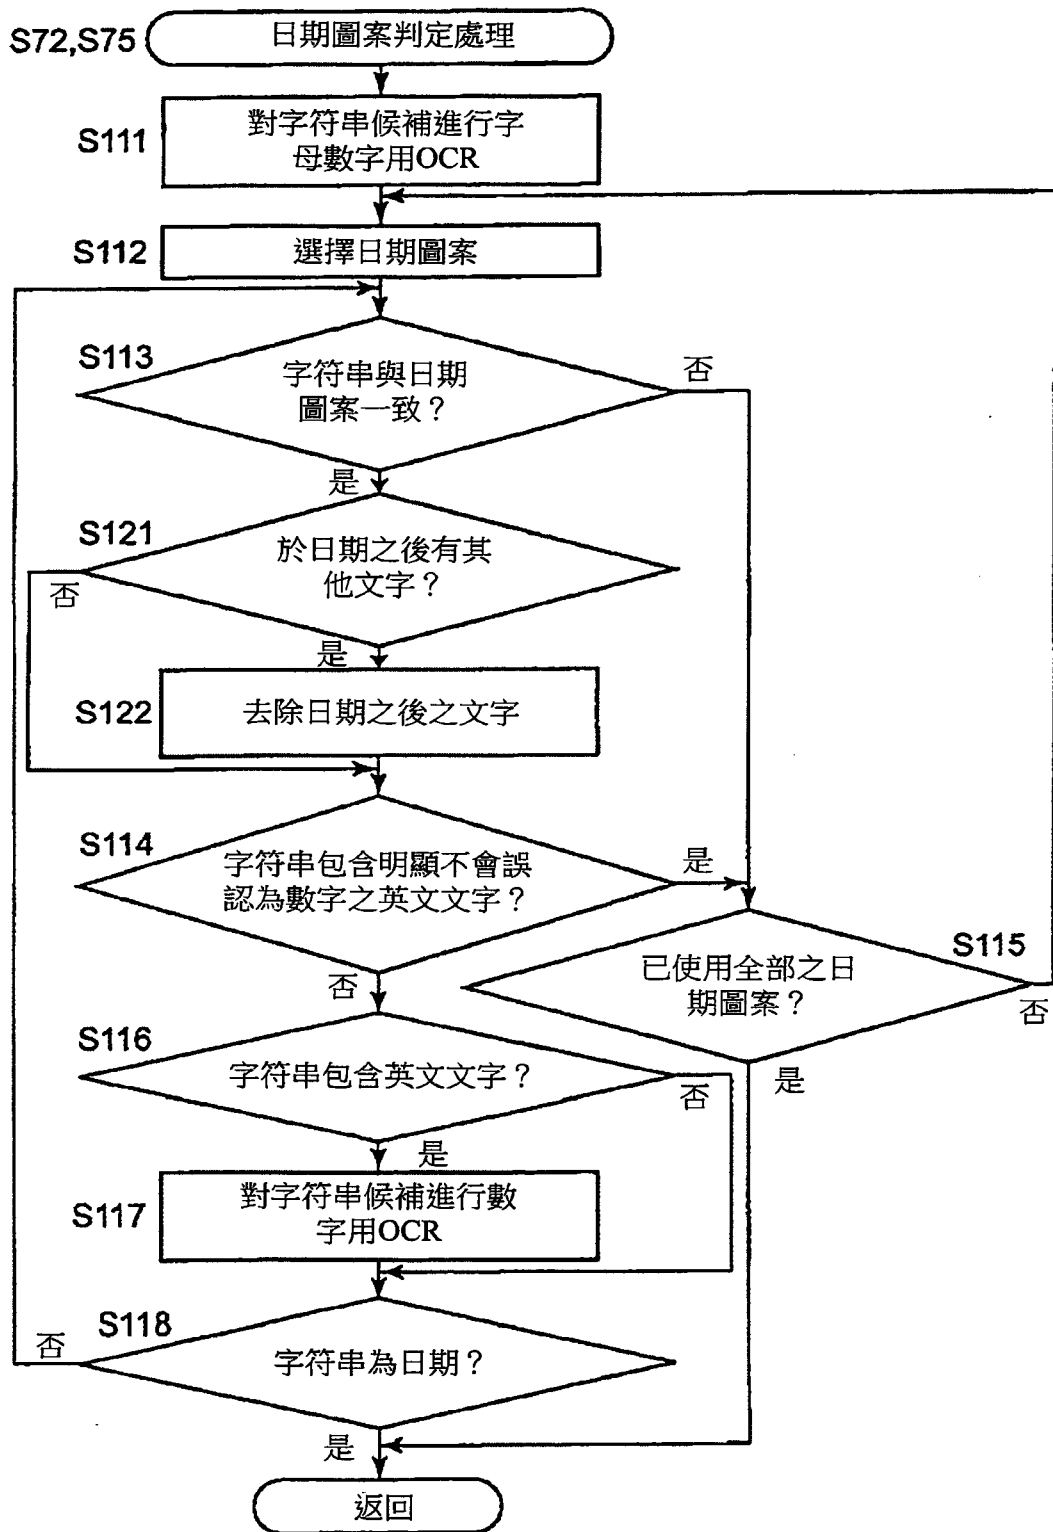 S72,S75
日期圖案判定處理
S111
對字符串候補進行字
母數字用OCR
S112
選擇日期圖案
S113
字符串與日期
圖案一致？
否
是
S121
於日期之後有其
他文字？
否
是
S122
去除日期之後之文字
S114
字符串包含明顯不會誤
認為數字之英文文字？
是
否
S115
已使用全部之日
期圖案？
否
是
S116
字符串包含英文文字？
否
是
S117
對字符串候補進行數
字用OCR
S118
字符串為日期？
否
是
返回